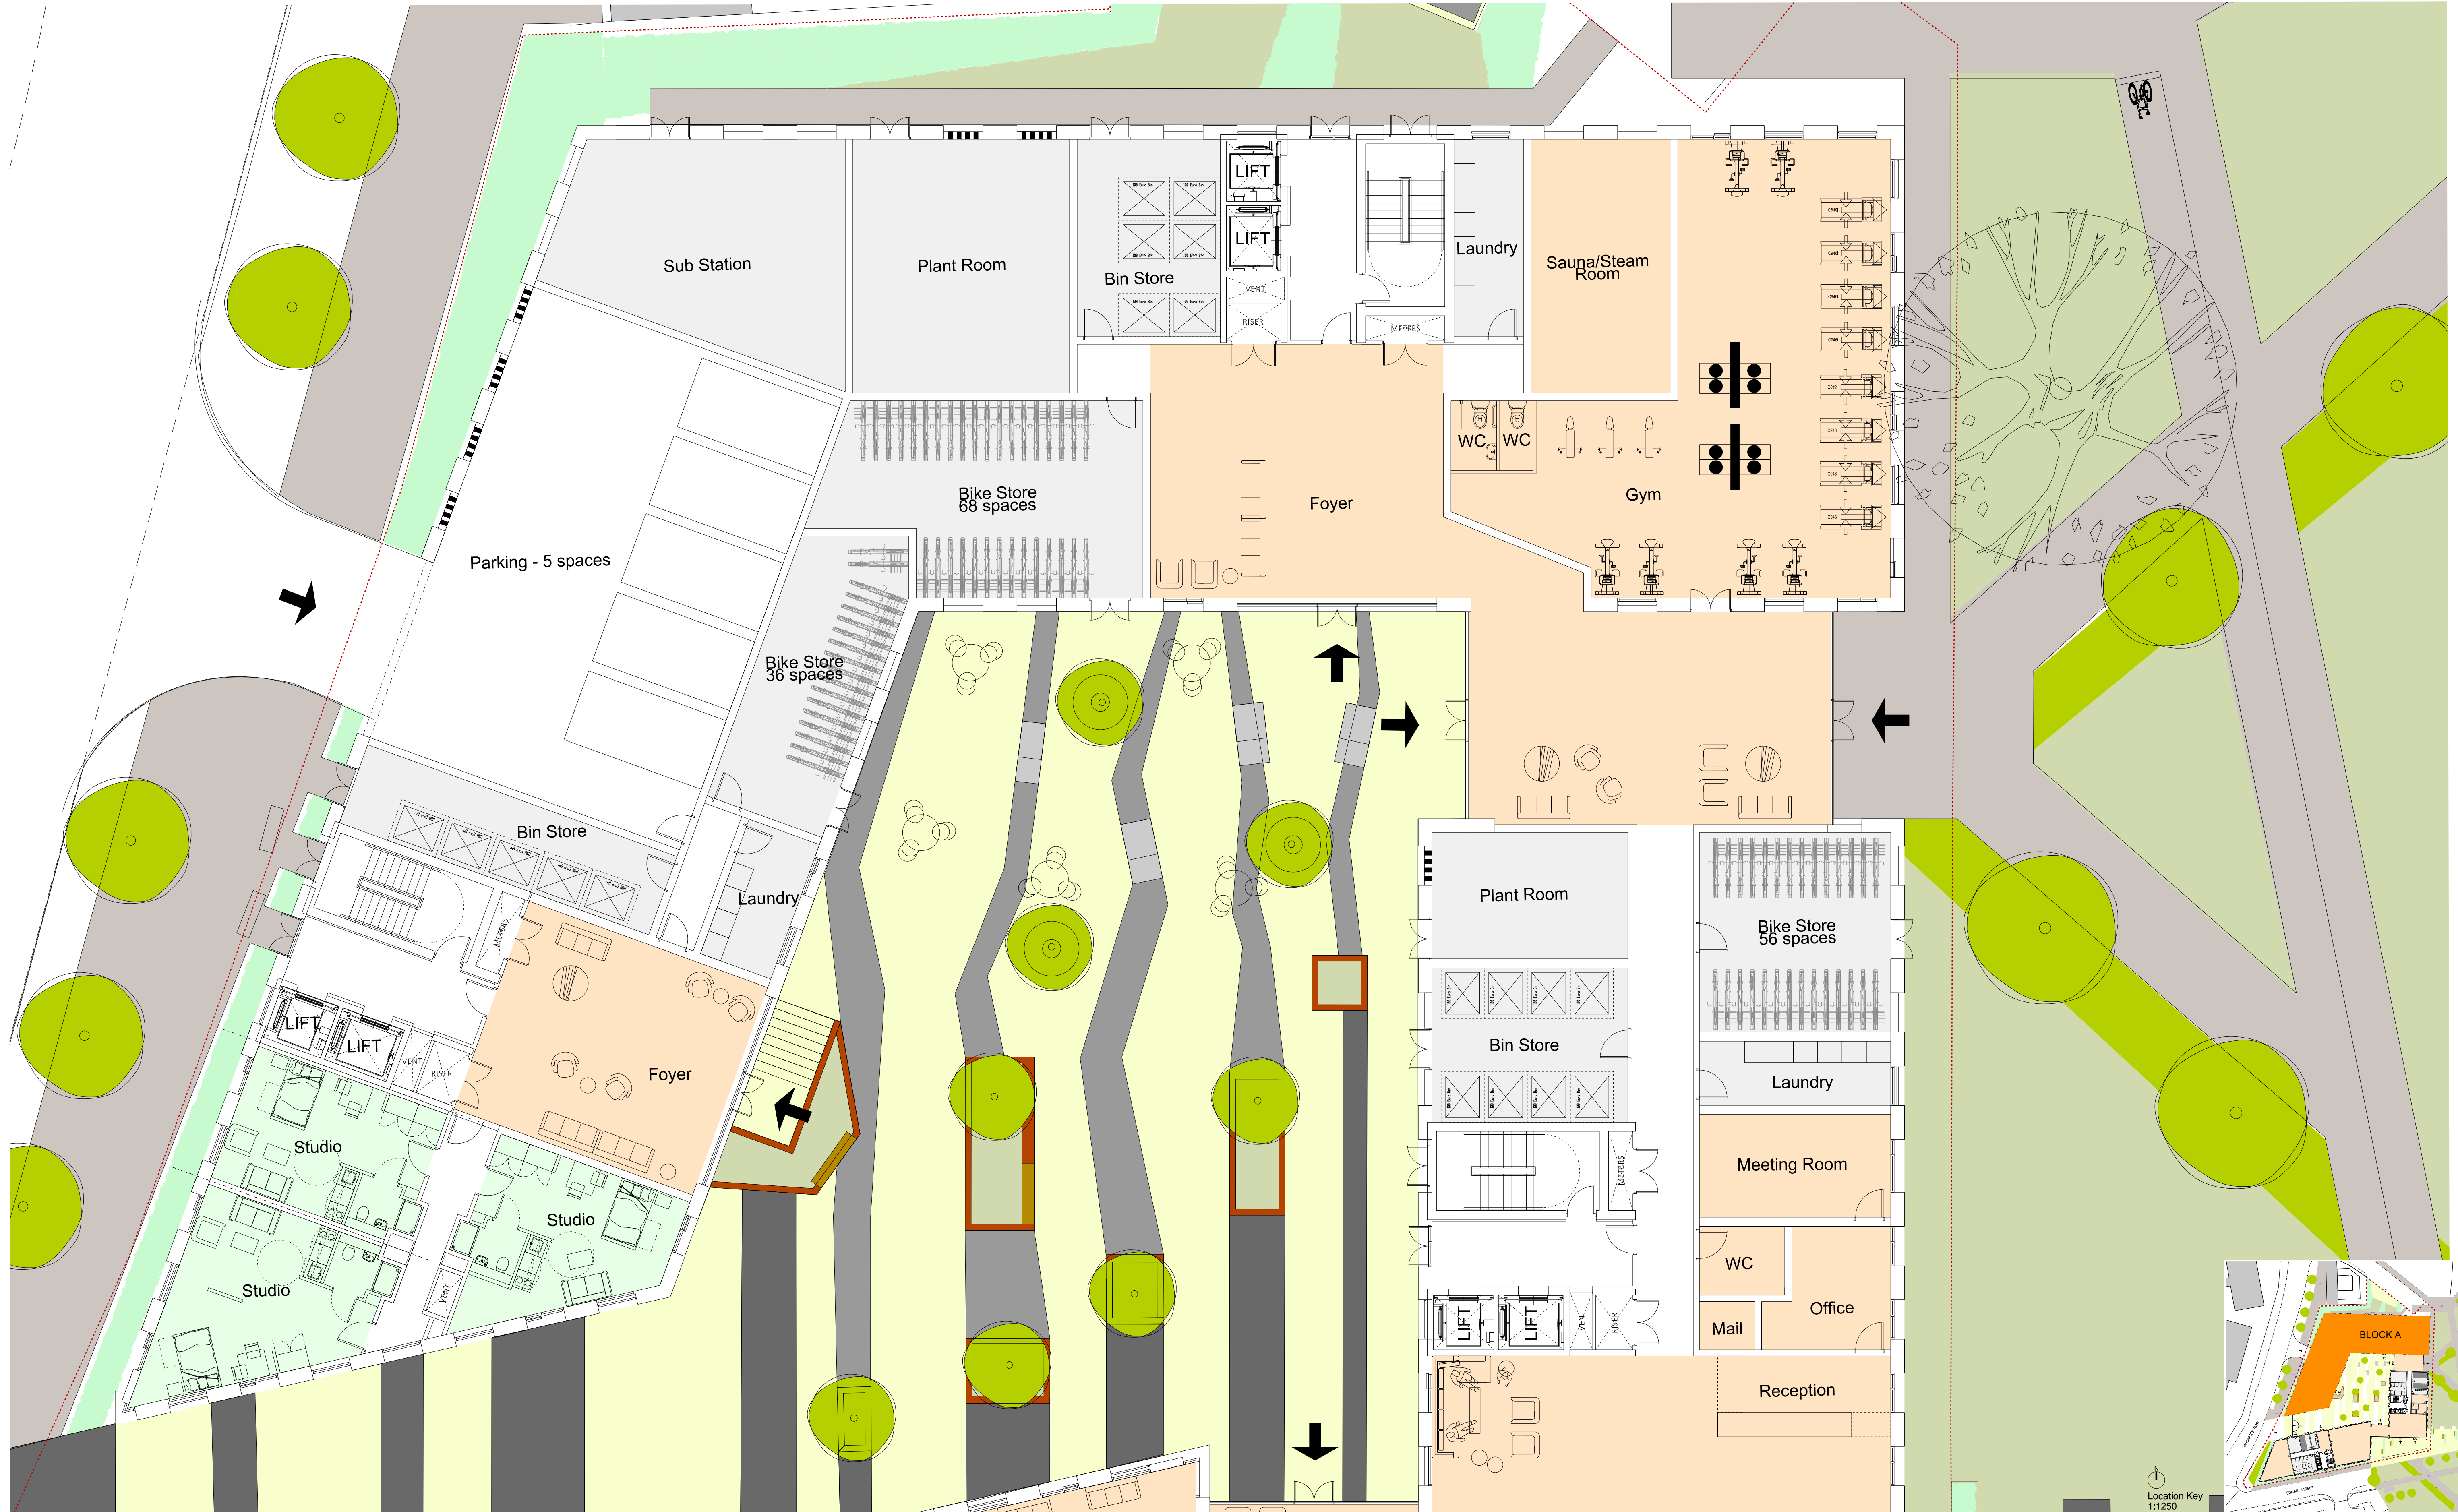 Sub Station
Plant Room
Bin Store
LIFT
LIFT
VENT
RISER
METERS
Laundry
Sauna/Steam
Room
WC
WC
Gym
Foyer
Bike Store
68 spaces
Parking - 5 spaces
Bike Store
36 spaces
Bin Store
Laundry
METERS
LIFT
LIFT
VENT
RISER
Foyer
Studio
Studio
Studio
VENT
Plant Room
Bike Store
56 spaces
Bin Store
Laundry
METERS
Meeting Room
WC
Office
Mail
LIFT
LIFT
VENT
RISER
Reception
BLOCK A
EDGAR STREET
N
Location Key
1:1250